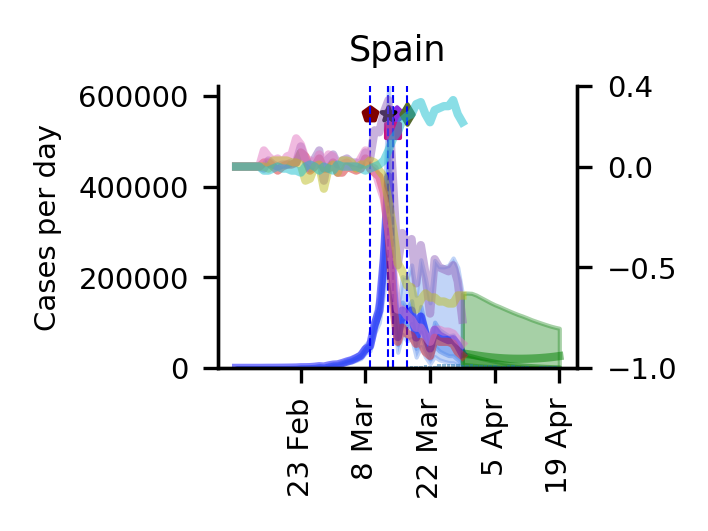 Spain
Cases per day
600000
400000
200000
0
0.4
0.0
−0.5
−1.0
23 Feb
8 Mar
22 Mar
5 Apr
19 Apr